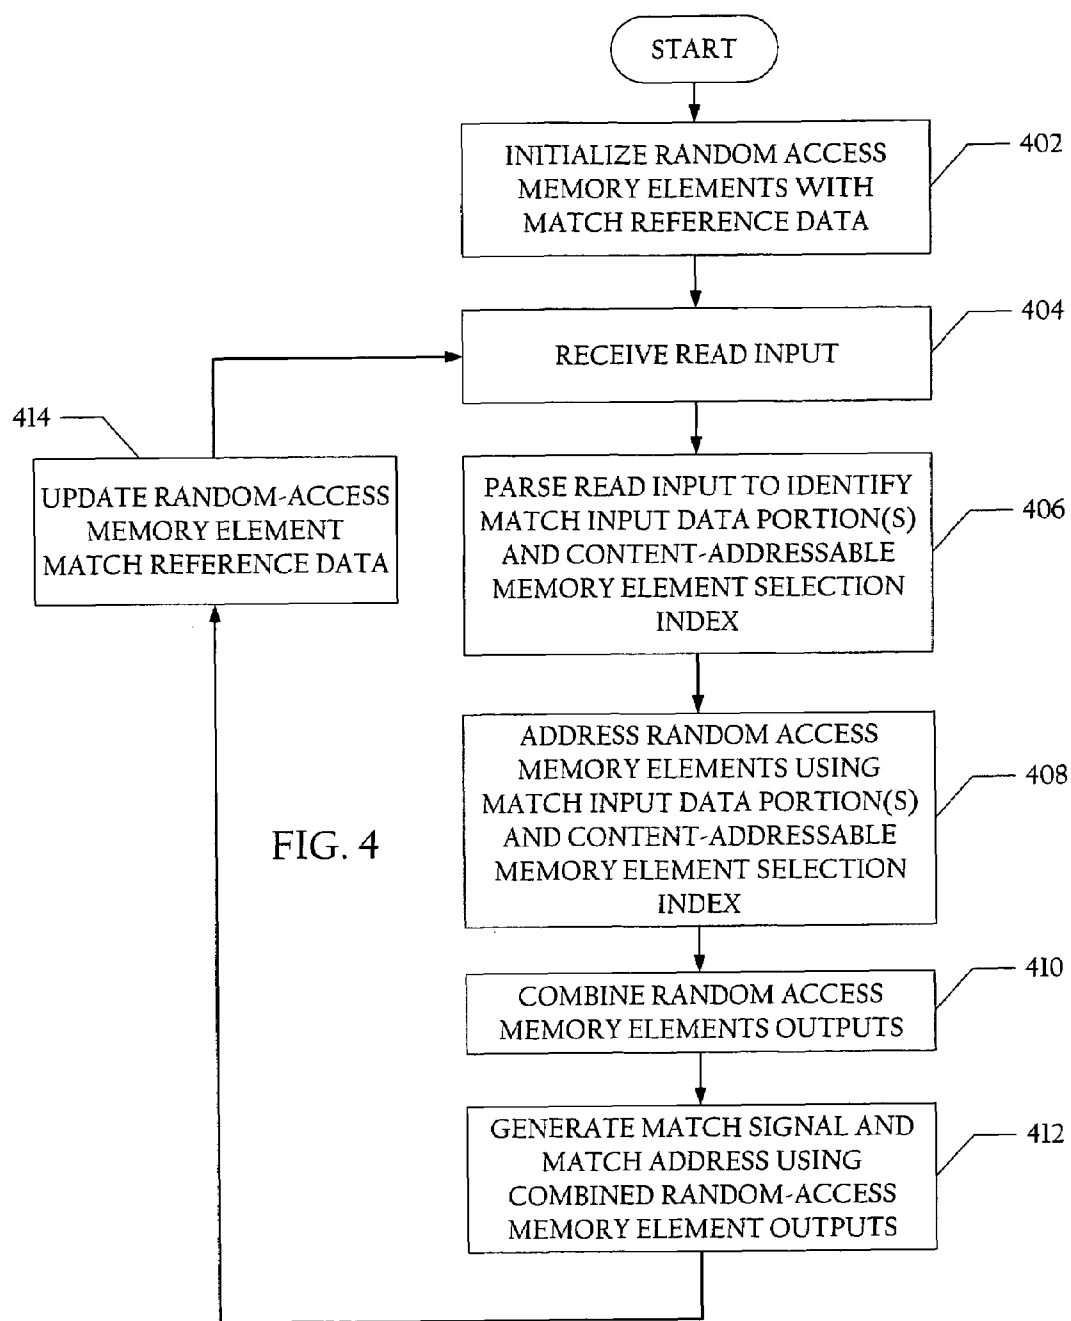 START
INITIALIZE RANDOM ACCESS
MEMORY ELEMENTS WITH
MATCH REFERENCE DATA
402
RECEIVE READ INPUT
404
414
UPDATE RANDOM-ACCESS
MEMORY ELEMENT
MATCH REFERENCE DATA
PARSE READ INPUT TO IDENTIFY
MATCH INPUT DATA PORTION(S)
AND CONTENT-ADDRESSABLE
MEMORY ELEMENT SELECTION
INDEX
406
ADDRESS RANDOM ACCESS
MEMORY ELEMENTS USING
MATCH INPUT DATA PORTION(S)
AND CONTENT-ADDRESSABLE
MEMORY ELEMENT SELECTION
INDEX
408
FIG. 4
COMBINE RANDOM ACCESS
MEMORY ELEMENTS OUTPUTS
410
GENERATE MATCH SIGNAL AND
MATCH ADDRESS USING
COMBINED RANDOM-ACCESS
MEMORY ELEMENT OUTPUTS
412